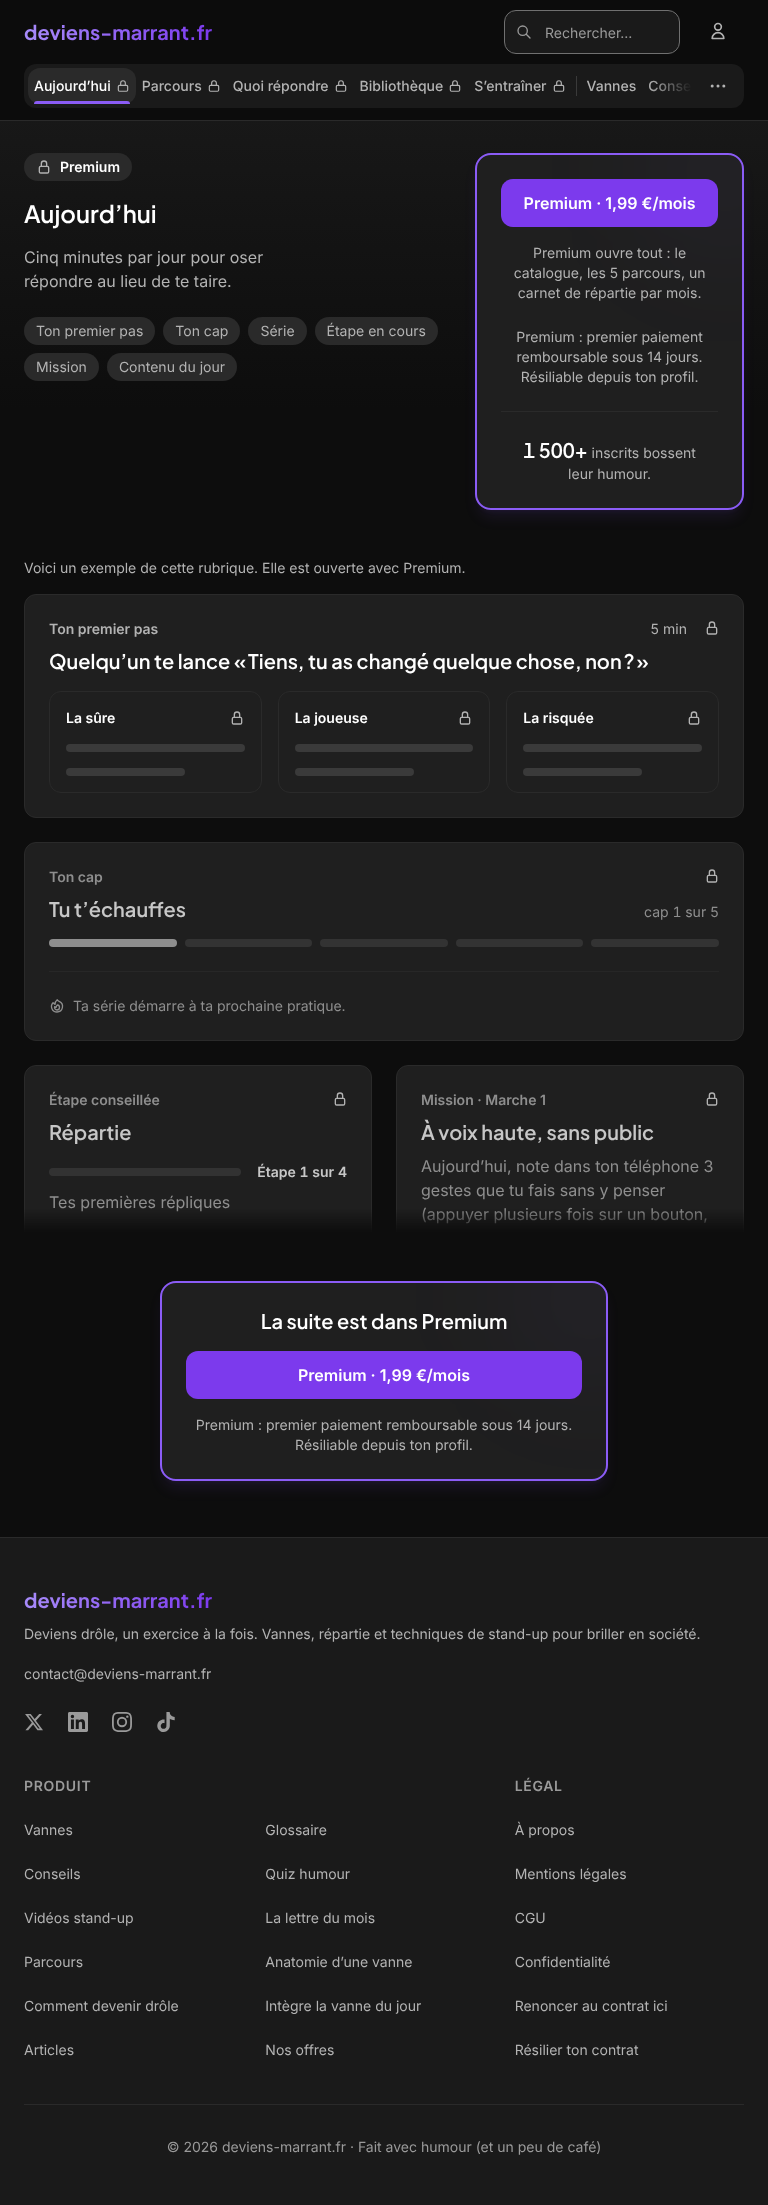 deviens-marrant.fr
Rechercher...
Aujourd’hui Parcours Quoi répondre Bibliothèque S’entraîner Vannes
Premium
Aujourd’hui
Cinq minutes par jour pour oser
répondre au lieu de te taire.
Ton premier pas Ton cap Série Étape en cours
Mission Contenu du jour
Premium · 1,99 €/mois
Premium ouvre tout : le
catalogue, les 5 parcours, un
carnet de répartie par mois.
Premium : premier paiement
remboursable sous 14 jours.
Résiliable depuis ton profil.
1 500+ inscrits bossent
leur humour.
Voici un exemple de cette rubrique. Elle est ouverte avec Premium.
Ton premier pas 5 min
Quelqu’un te lance « Tiens, tu as changé quelque chose, non ? »
La sûre La joueuse La risquée
Ton cap
Tu t’échauffes cap 1 sur 5
Ta série démarre à ta prochaine pratique.
Étape conseillée
Répartie
Étape 1 sur 4
Tes premières répliques
Mission · Marche 1
À voix haute, sans public
Aujourd’hui, note dans ton téléphone 3
gestes que tu fais sans y penser
(appuyer plusieurs fois sur un bouton,
La suite est dans Premium
Premium · 1,99 €/mois
Premium : premier paiement remboursable sous 14 jours.
Résiliable depuis ton profil.
deviens-marrant.fr
Deviens drôle, un exercice à la fois. Vannes, répartie et techniques de stand-up pour briller en société.
contact@deviens-marrant.fr
PRODUIT LÉGAL
Vannes Glossaire À propos
Conseils Quiz humour Mentions légales
Vidéos stand-up La lettre du mois CGU
Parcours Anatomie d’une vanne Confidentialité
Comment devenir drôle Intègre la vanne du jour Renoncer au contrat ici
Articles Nos offres Résilier ton contrat
© 2026 deviens-marrant.fr · Fait avec humour (et un peu de café)